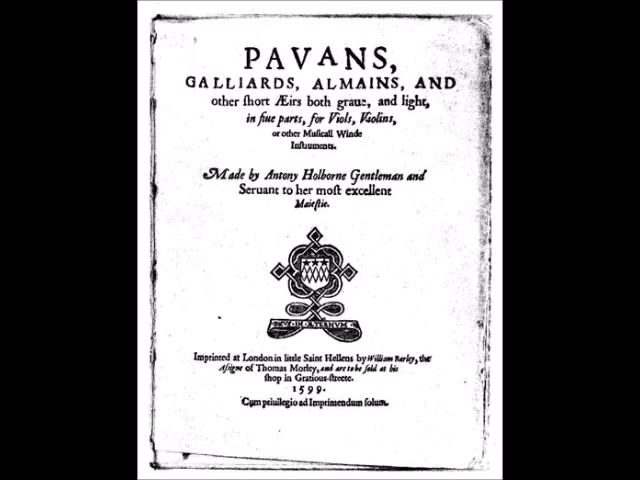 PAVANS,
GALLIARDS, ALMAINS, AND
other ſhort Æirs both graue, and light,
in fiue parts, for Viols, Violins,
or other Muſicall Winde
Inſtruments.
Made by Antony Holborne Gentleman and
Seruant to her moſt excellent
Maieſtie.
DEVS IN ÆTERNVM
Imprinted at London in little Saint Hellens by William Barley, the
Aſſigne of Thomas Morley, and are to be ſold at his
ſhop in Gratious-ſtreete.
1599.
Cum priuilegio ad Imprimendum ſolum.